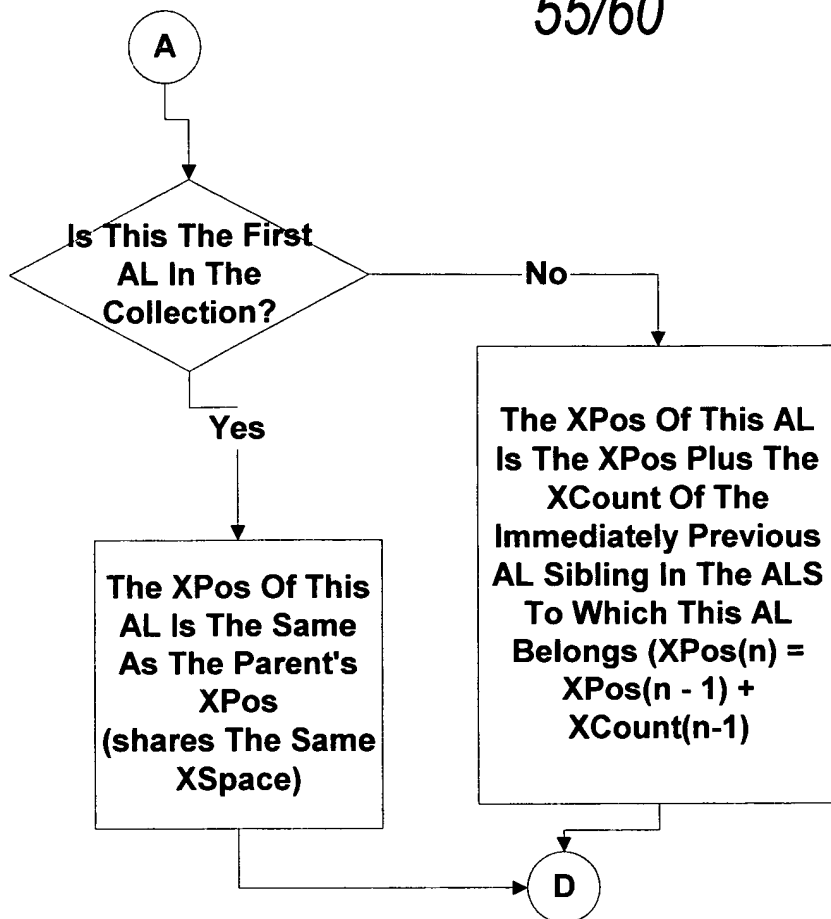 55/60
A
Is This The First
AL In The
Collection?
No
Yes
The XPos Of This AL
Is The XPos Plus The
XCount Of The
Immediately Previous
AL Sibling In The ALS
To Which This AL
Belongs (XPos(n) =
XPos(n - 1) +
XCount(n-1)
The XPos Of This
AL Is The Same
As The Parent's
XPos
(shares The Same
XSpace)
D